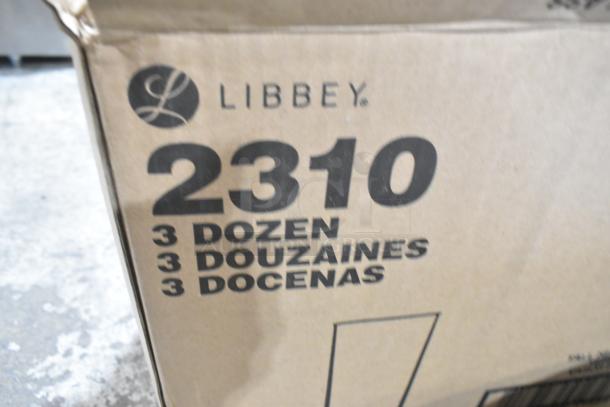 LIBBEY®
2310
3 DOZEN
3 DOUZAINES
3 DOCENAS